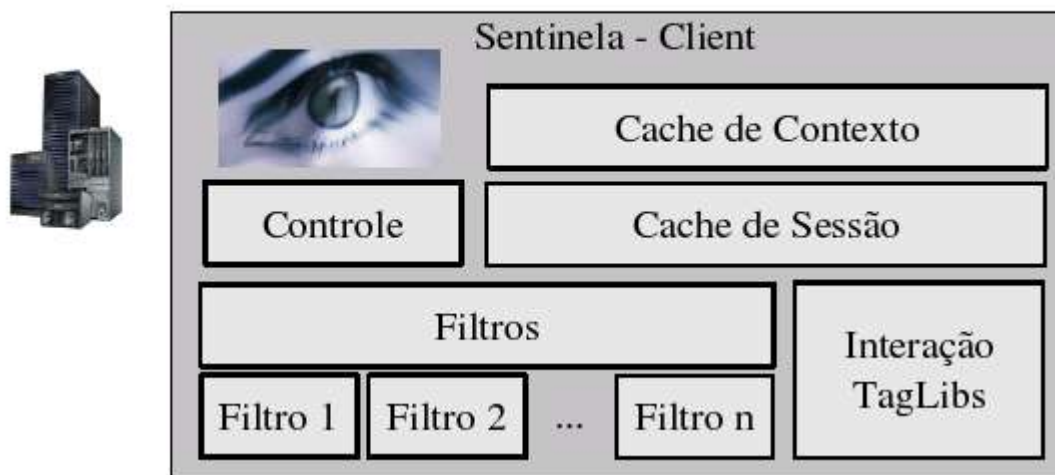 Sentinela - Client
Cache de Contexto
Controle
Cache de Sessão
Filtros
Interação
TagLibs
Filtro 1
Filtro 2
...
Filtro n